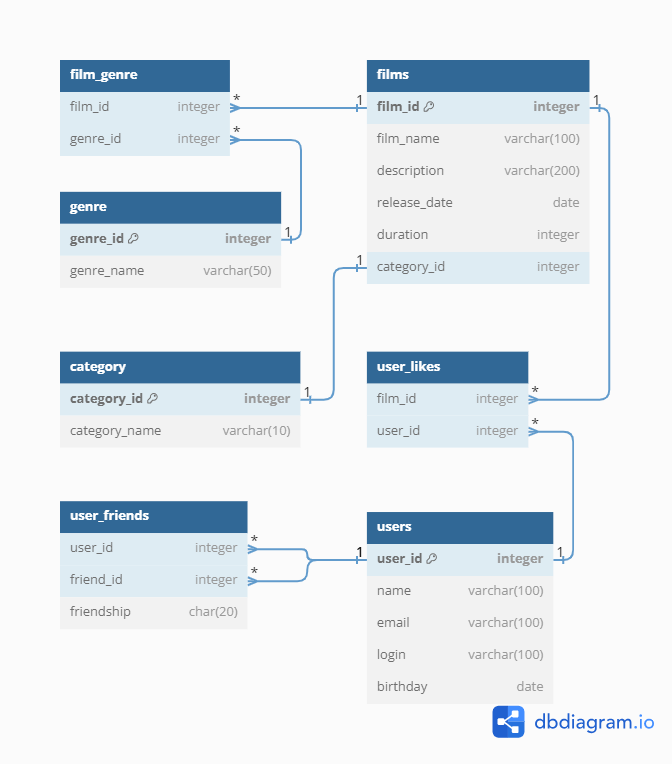 film_genre
film_id integer *
genre_id integer *
genre
genre_id integer 1
genre_name varchar(50)
category
category_id integer 1
category_name varchar(10)
user_friends
user_id integer *
friend_id integer *
friendship char(20)
films
1 film_id integer 1
film_name varchar(100)
description varchar(200)
release_date date
duration integer
1 category_id integer
user_likes
film_id integer *
user_id integer *
users
1 user_id integer 1
name varchar(100)
email varchar(100)
login varchar(100)
birthday date
dbdiagram.io